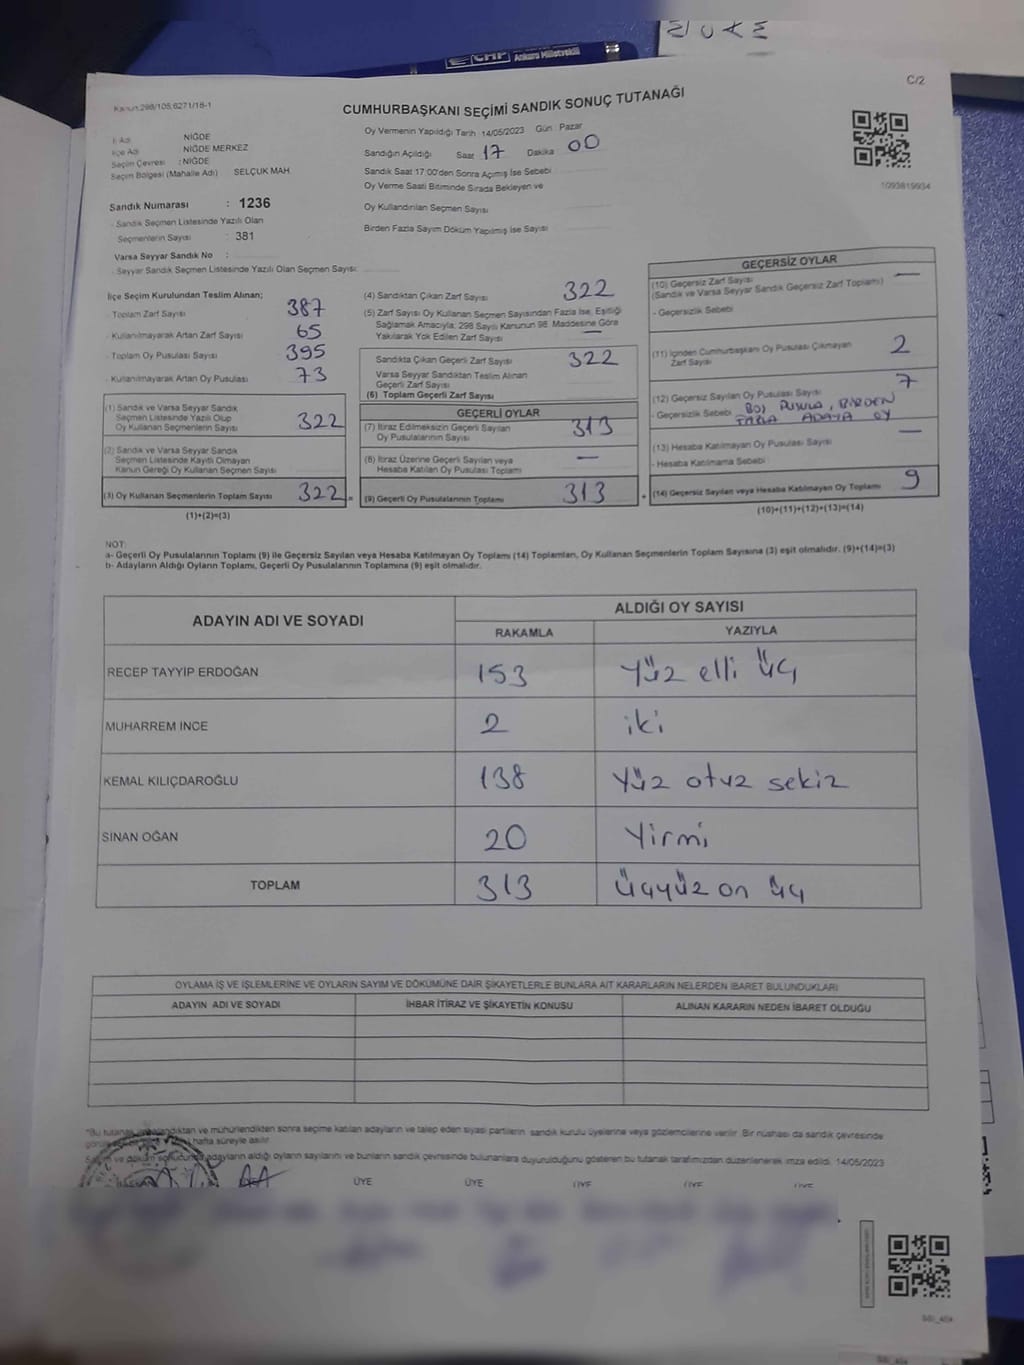 CHP Ankara Milletvekili
C/2
Kanun:298/105;6271/18-1
CUMHURBAŞKANI SEÇİMİ SANDIK SONUÇ TUTANAĞI
İl Adı NİĞDE
İlçe Adı NİĞDE MERKEZ
Seçim Çevresi : NİĞDE
Seçim Bölgesi (Mahalle Adı) SELÇUK MAH.
Oy Vermenin Yapıldığı Tarih 14/05/2023 Gün Pazar
Sandığın Açıldığı Saat 17 Dakika 00
Sandık Saat 17:00'den Sonra Açımış İse Sebebi
Oy Verme Saati Bitiminde Sırada Bekleyen ve
Oy Kullandırılan Seçmen Sayısı
Birden Fazla Sayım Döküm Yapılmış İse Sayısı
1093819934
Sandık Numarası : 1236
- Sandık Seçmen Listesinde Yazılı Olan
Seçmenlerin Sayısı : 381
Varsa Seyyar Sandık No :
- Seyyar Sandık Seçmen Listesinde Yazılı Olan Seçmen Sayısı:
İlçe Seçim Kurulundan Teslim Alınan;
- Toplam Zarf Sayısı 387
- Kullanılmayarak Artan Zarf Sayısı 65
- Toplam Oy Pusulası Sayısı 395
- Kullanılmayarak Artan Oy Pusulası 73
(1) Sandık ve Varsa Seyyar Sandık
Seçmen Listesinde Yazılı Olup
Oy Kullanan Seçmenlerin Sayısı 322
(2) Sandık ve Varsa Seyyar Sandık
Seçmen Listesinde Kayıtlı Olmayan
Kanun Gereği Oy Kullanan Seçmen Sayısı
(3) Oy Kullanan Seçmenlerin Toplam Sayısı 322 =
(1)+(2)=(3)
(4) Sandıktan Çıkan Zarf Sayısı 322
(5) Zarf Sayısı Oy Kullanan Seçmen Sayısından Fazla İse, Eşitliği
Sağlamak Amacıyla; 298 Sayılı Kanunun 98. Maddesine Göre
Yakılarak Yok Edilen Zarf Sayısı —
Sandıkta Çıkan Geçerli Zarf Sayısı 322
Varsa Seyyar Sandıktan Teslim Alınan
Geçerli Zarf Sayısı
(6) Toplam Geçerli Zarf Sayısı
GEÇERLİ OYLAR
(7) İtiraz Edilmeksizin Geçerli Sayılan
Oy Pusulalarının Sayısı 313
(8) İtiraz Üzerine Geçerli Sayılan veya
Hesaba Katılan Oy Pusulası Toplamı —
(9) Geçerli Oy Pusulalarının Toplamı 313 +
GEÇERSİZ OYLAR
(10) Geçersiz Zarf Sayısı —
(Sandık ve Varsa Seyyar Sandık Geçersiz Zarf Toplamı)
- Geçersizlik Sebebi
(11) İçinden Cumhurbaşkanı Oy Pusulası Çıkmayan
Zarf Sayısı 2
(12) Geçersiz Sayılan Oy Pusulası Sayısı 7
- Geçersizlik Sebebi BOŞ PUSULA, BİRDEN
FAZLA ADAYA OY
(13) Hesaba Katılmayan Oy Pusulası Sayısı —
- Hesaba Katılmama Sebebi
(14) Geçersiz Sayılan veya Hesaba Katılmayan Oy Toplamı 9
(10)+(11)+(12)+(13)=(14)
NOT:
a- Geçerli Oy Pusulalarının Toplamı (9) ile Geçersiz Sayılan veya Hesaba Katılmayan Oy Toplamı (14) Toplamları, Oy Kullanan Seçmenlerin Toplam Sayısına (3) eşit olmalıdır. (9)+(14)=(3)
b- Adayların Aldığı Oyların Toplamı, Geçerli Oy Pusulalarının Toplamına (9) eşit olmalıdır.
ADAYIN ADI VE SOYADI ALDIĞI OY SAYISI
RAKAMLA YAZIYLA
RECEP TAYYİP ERDOĞAN 153 Yüz elli üç
MUHARREM İNCE 2 iki
KEMAL KILIÇDAROĞLU 138 Yüz otuz sekiz
SİNAN OĞAN 20 Yirmi
TOPLAM 313 Üçyüz on üç
OYLAMA İŞ VE İŞLEMLERİNE VE OYLARIN SAYIM VE DÖKÜMÜNE DAİR ŞİKAYETLERLE BUNLARA AİT KARARLARIN NELERDEN İBARET BULUNDUKLARI
ADAYIN ADI VE SOYADI İHBAR İTİRAZ VE ŞİKAYETİN KONUSU ALINAN KARARIN NEDEN İBARET OLDUĞU
"Bu tutanak imzalandıktan ve mühürlendikten sonra seçime katılan adayların ve talep eden siyasi partilerin sandık kurulu üyelerine veya gözlemcilerine verilir. Bir nüshası da sandık çevresinde
hafta süreyle asılır.
Sayım ve döküm sonucunda adayların aldığı oyların sayılarını ve bunların sandık çevresinde bulunanlara duyurulduğunu gösteren bu tutanak tarafımızdan düzenlenerek imza edildi. 14/05/2023
BAŞKAN ÜYE ÜYE ÜYE ÜYE ÜYE ÜYE